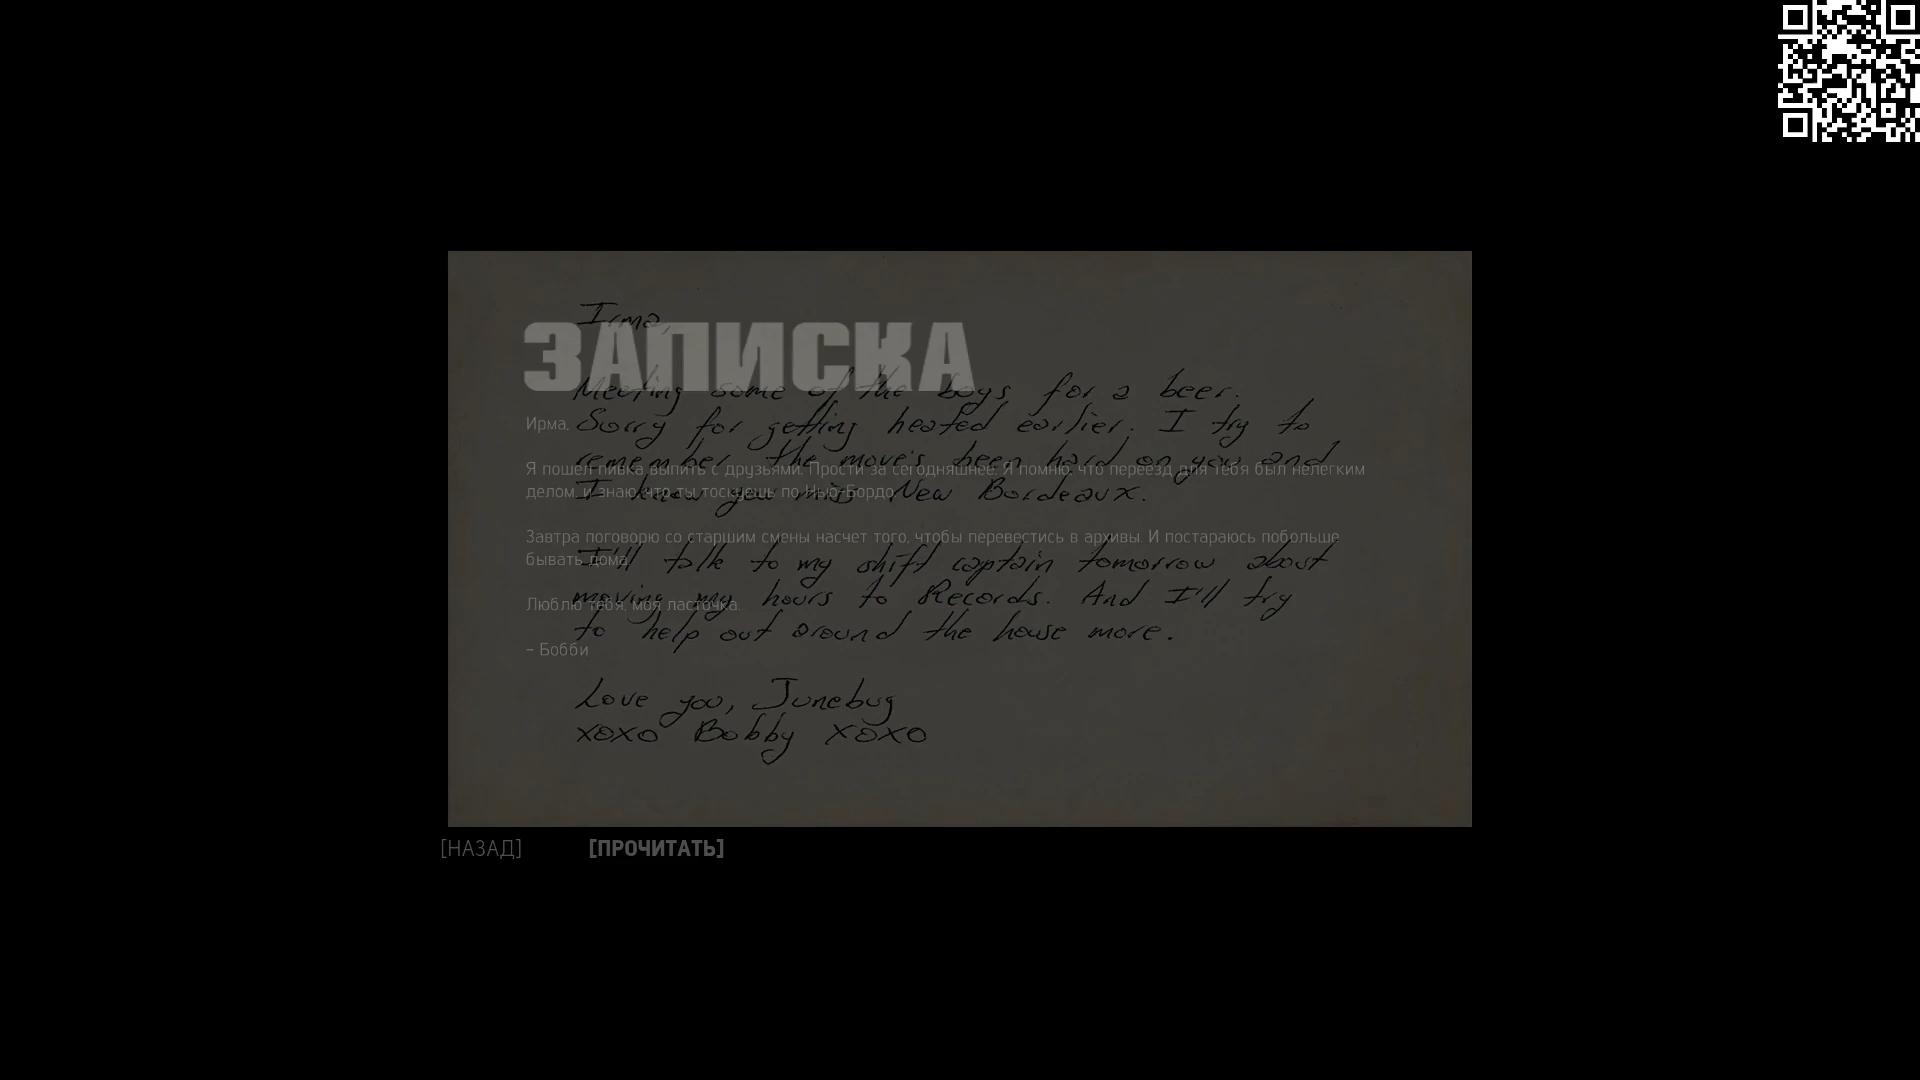 Irma,
ЗАПИСКА
Meeting some of the boys for a beer.
Ирма,
Sorry for getting heated earlier. I try to
remember the move's been hard on you and
Я пошел пивка выпить с друзьями. Прости за сегодняшнее. Я помню, что переезд для тебя был нелегким
делом, и знаю, что ты тоскуешь по Нью-Бордо.
I know you miss New Bordeaux.
Завтра поговорю со старшим смены насчет того, чтобы перевестись в архивы. И постараюсь побольше
бывать дома.
I'll talk to my shift captain tomorrow about
moving my hours to Records. And I'll try
Люблю тебя, моя ласточка.
to help out around the house more.
– Бобби
Love you, Junebug
xoxo Bobby xoxo
[НАЗАД]
[ПРОЧИТАТЬ]